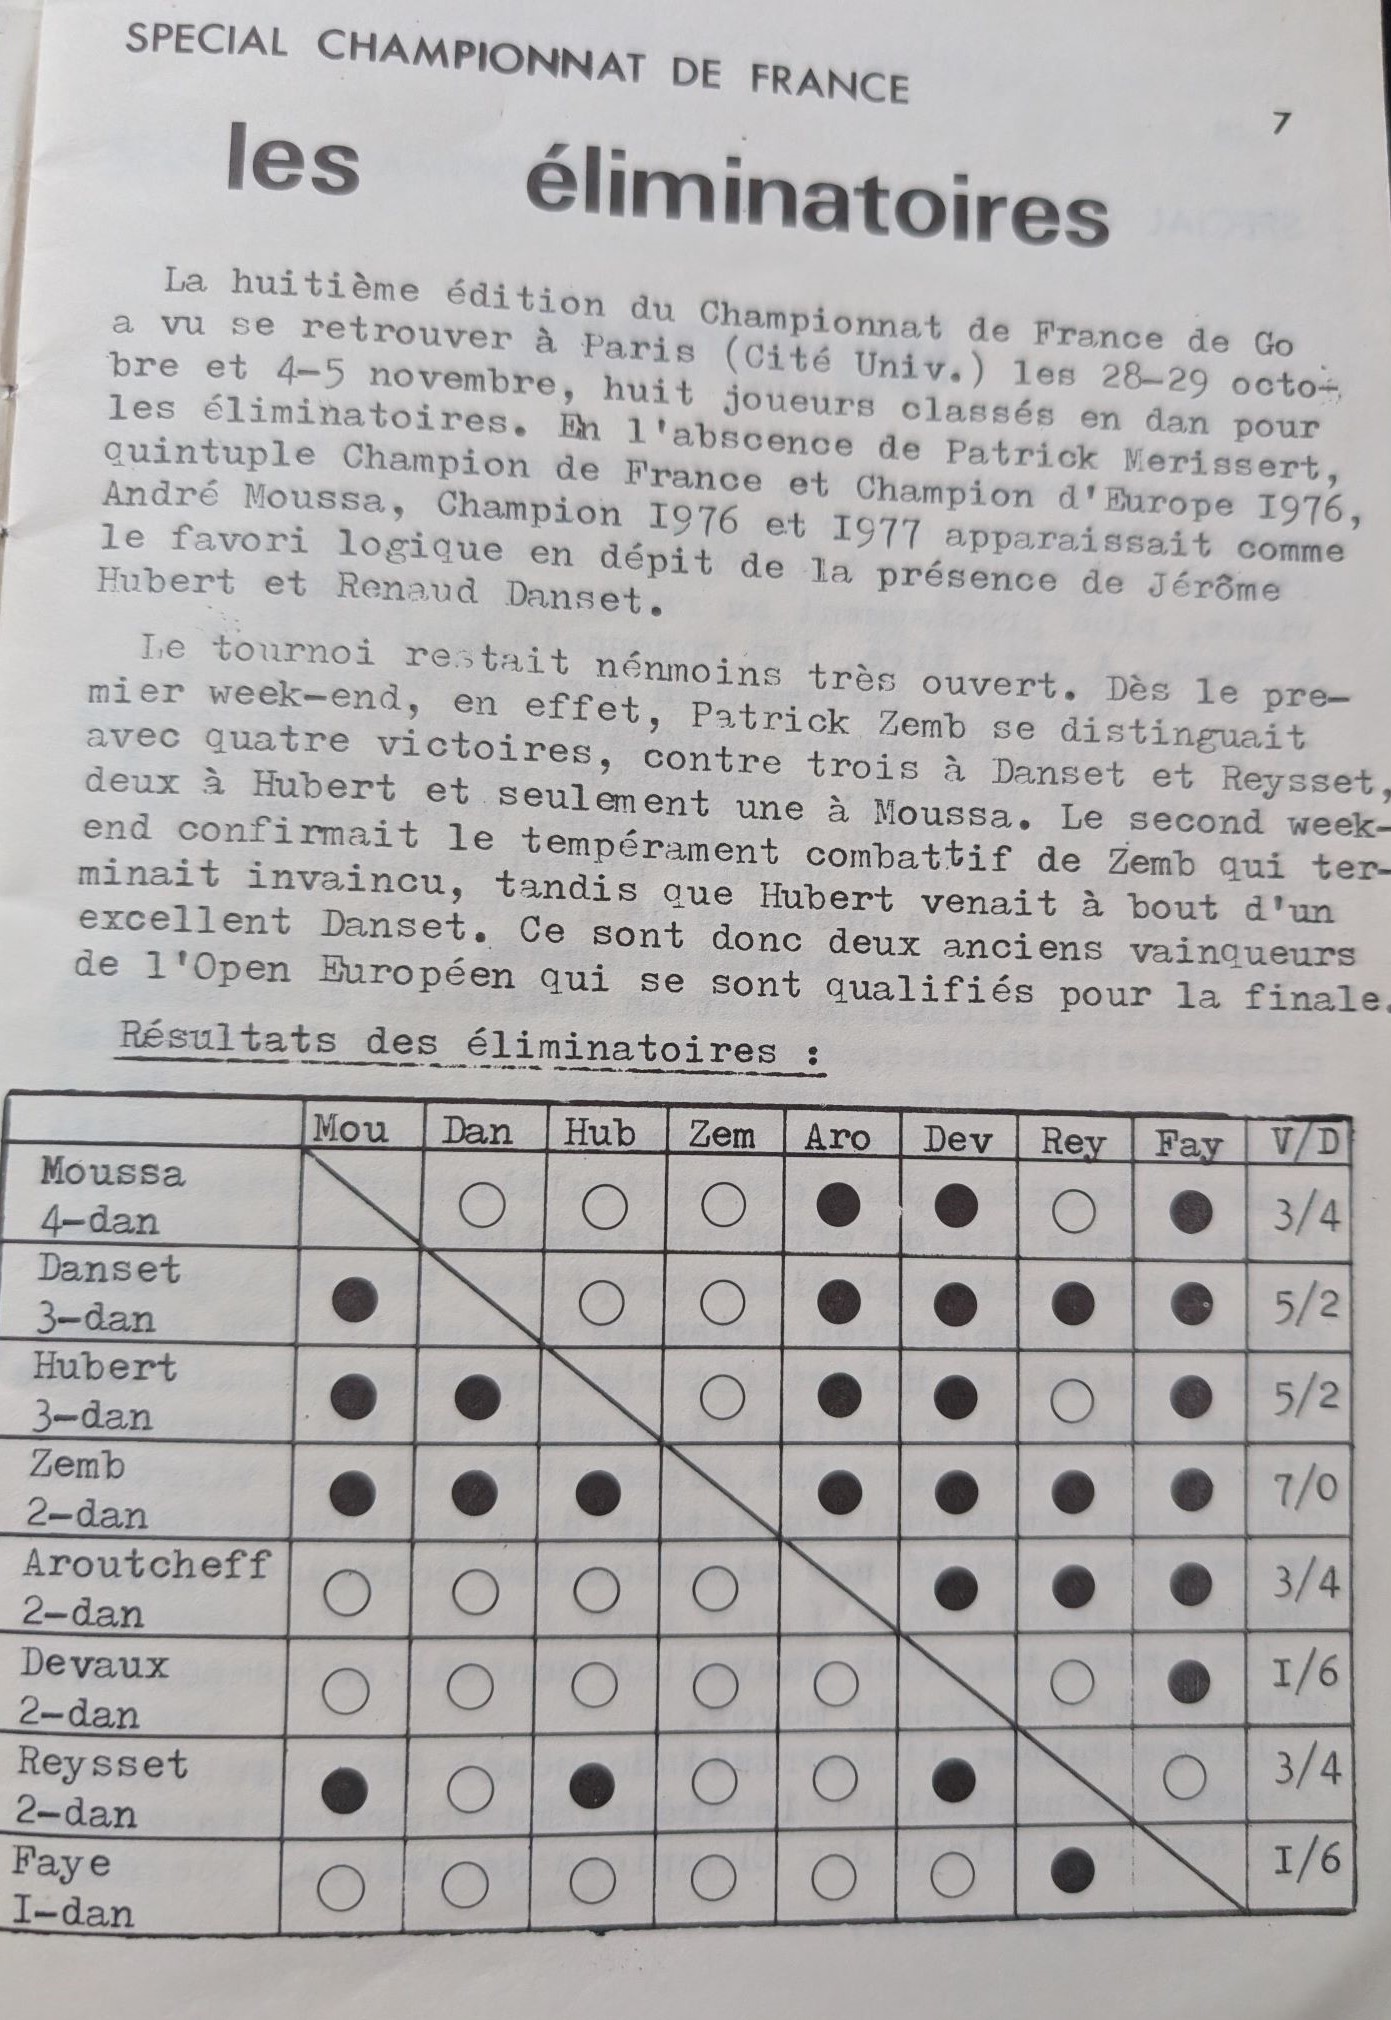 SPECIAL CHAMPIONNAT DE FRANCE
7
les éliminatoires
La huitième édition du Championnat de France de Go
a vu se retrouver à Paris (Cité Univ.) les 28-29 octo-
bre et 4-5 novembre, huit joueurs classés en dan pour
les éliminatoires. En l'abscence de Patrick Merissert,
quintuple Champion de France et Champion d'Europe I976,
André Moussa, Champion I976 et I977 apparaissait comme
le favori logique en dépit de la présence de Jérôme
Hubert et Renaud Danset.
Le tournoi restait nénmoins très ouvert. Dès le pre-
mier week-end, en effet, Patrick Zemb se distinguait
avec quatre victoires, contre trois à Danset et Reysset,
deux à Hubert et seulement une à Moussa. Le second week-
end confirmait le tempérament combattif de Zemb qui ter-
minait invaincu, tandis que Hubert venait à bout d'un
excellent Danset. Ce sont donc deux anciens vainqueurs
de l'Open Européen qui se sont qualifiés pour la finale.
Résultats des éliminatoires :
Mou Dan Hub Zem Aro Dev Rey Fay V/D
Moussa
4-dan 3/4
Danset
3-dan 5/2
Hubert
3-dan 5/2
Zemb
2-dan 7/0
Aroutcheff
2-dan 3/4
Devaux
2-dan I/6
Reysset
2-dan 3/4
Faye
I-dan I/6